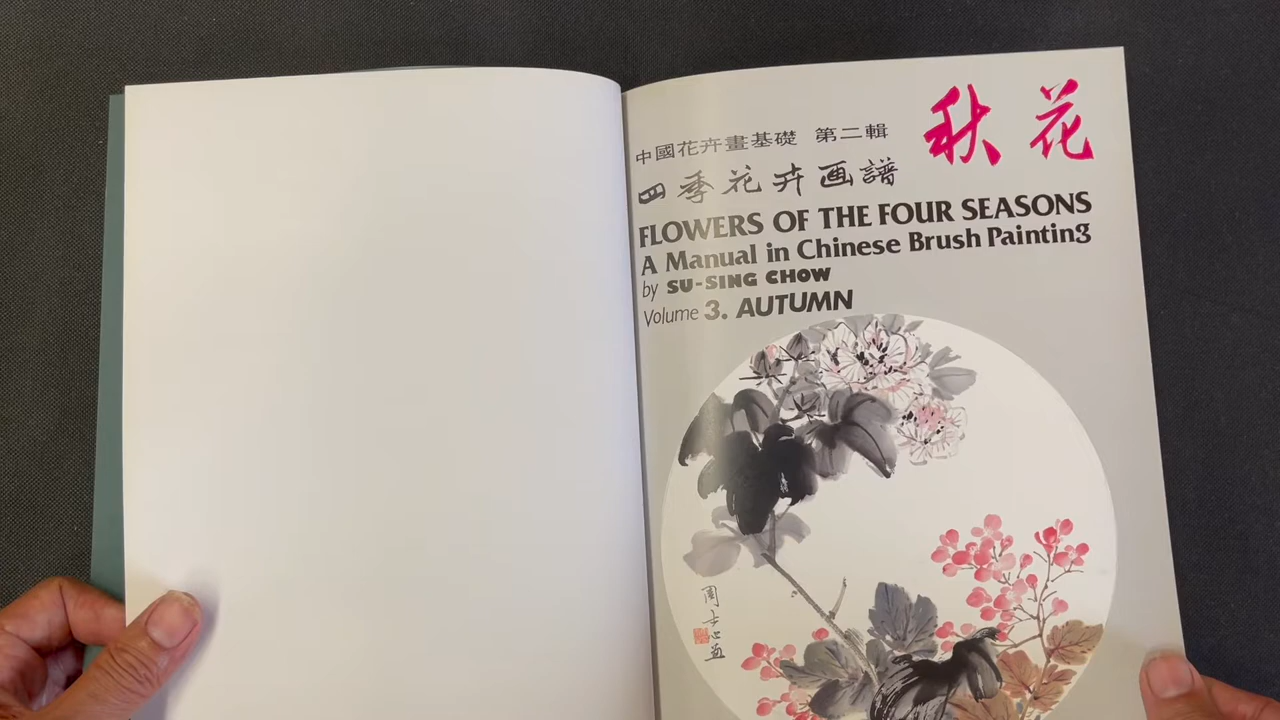 秋花
中國花卉畫基礎 第二輯
四季花卉画譜
FLOWERS OF THE FOUR SEASONS
A Manual in Chinese Brush Painting
by SU-SING CHOW
Volume 3. AUTUMN